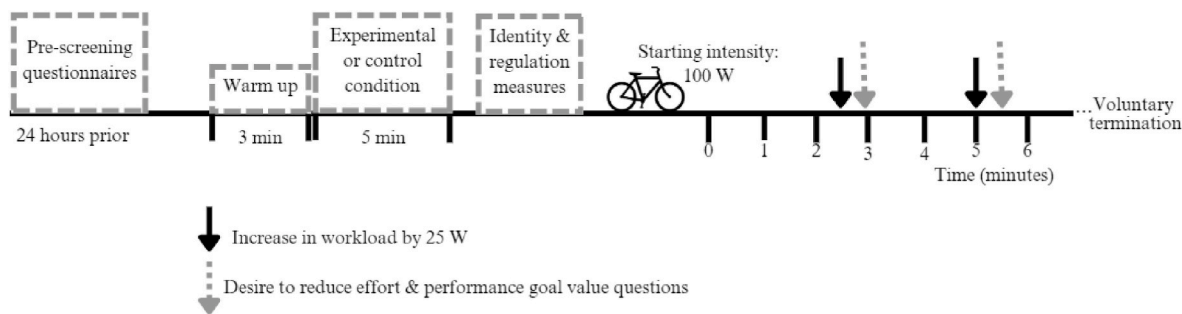 Pre-screening
questionnaires
Warm up
Experimental
or control
condition
Identity &
regulation
measures
Starting intensity:
100 W
...Voluntary
termination
24 hours prior
3 min
5 min
0 1 2 3 4 5 6
Time (minutes)
Increase in workload by 25 W
Desire to reduce effort & performance goal value questions